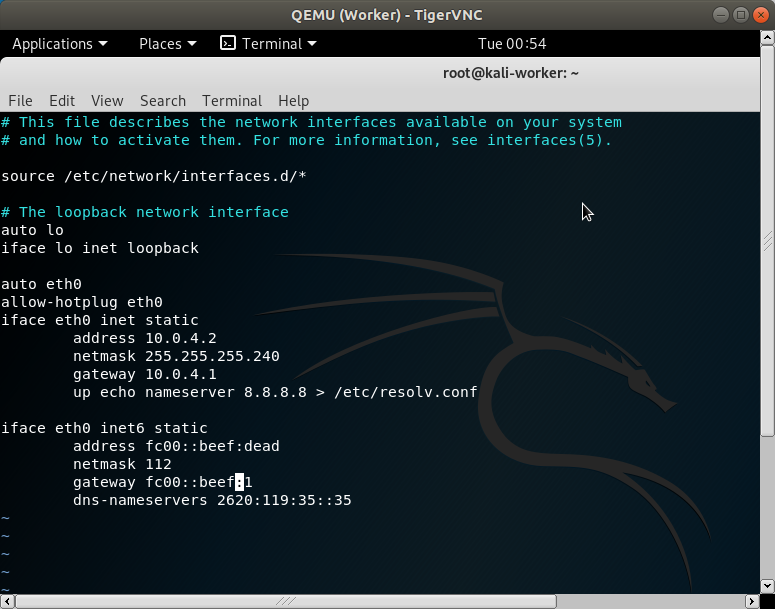 QEMU (Worker) - TigerVNC
Applications Places Terminal Tue 00:54
root@kali-worker: ~
File Edit View Search Terminal Help
# This file describes the network interfaces available on your system
# and how to activate them. For more information, see interfaces(5).
source /etc/network/interfaces.d/*
# The loopback network interface
auto lo
iface lo inet loopback
auto eth0
allow-hotplug eth0
iface eth0 inet static
address 10.0.4.2
netmask 255.255.255.240
gateway 10.0.4.1
up echo nameserver 8.8.8.8 > /etc/resolv.conf
iface eth0 inet6 static
address fc00::beef:dead
netmask 112
gateway fc00::beef:1
dns-nameservers 2620:119:35::35
~
~
~
~
~